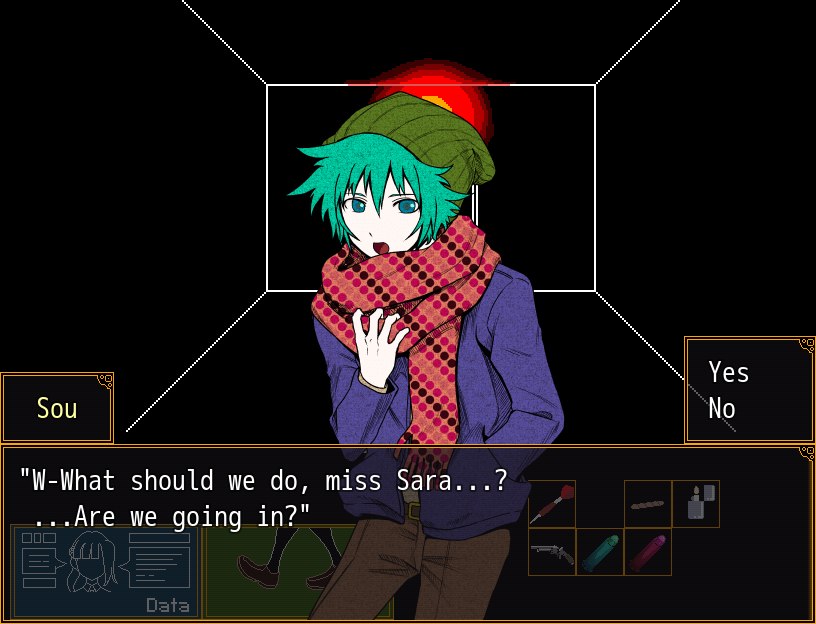 Sou
Yes
No
"W-What should we do, miss Sara...?
...Are we going in?"
Data